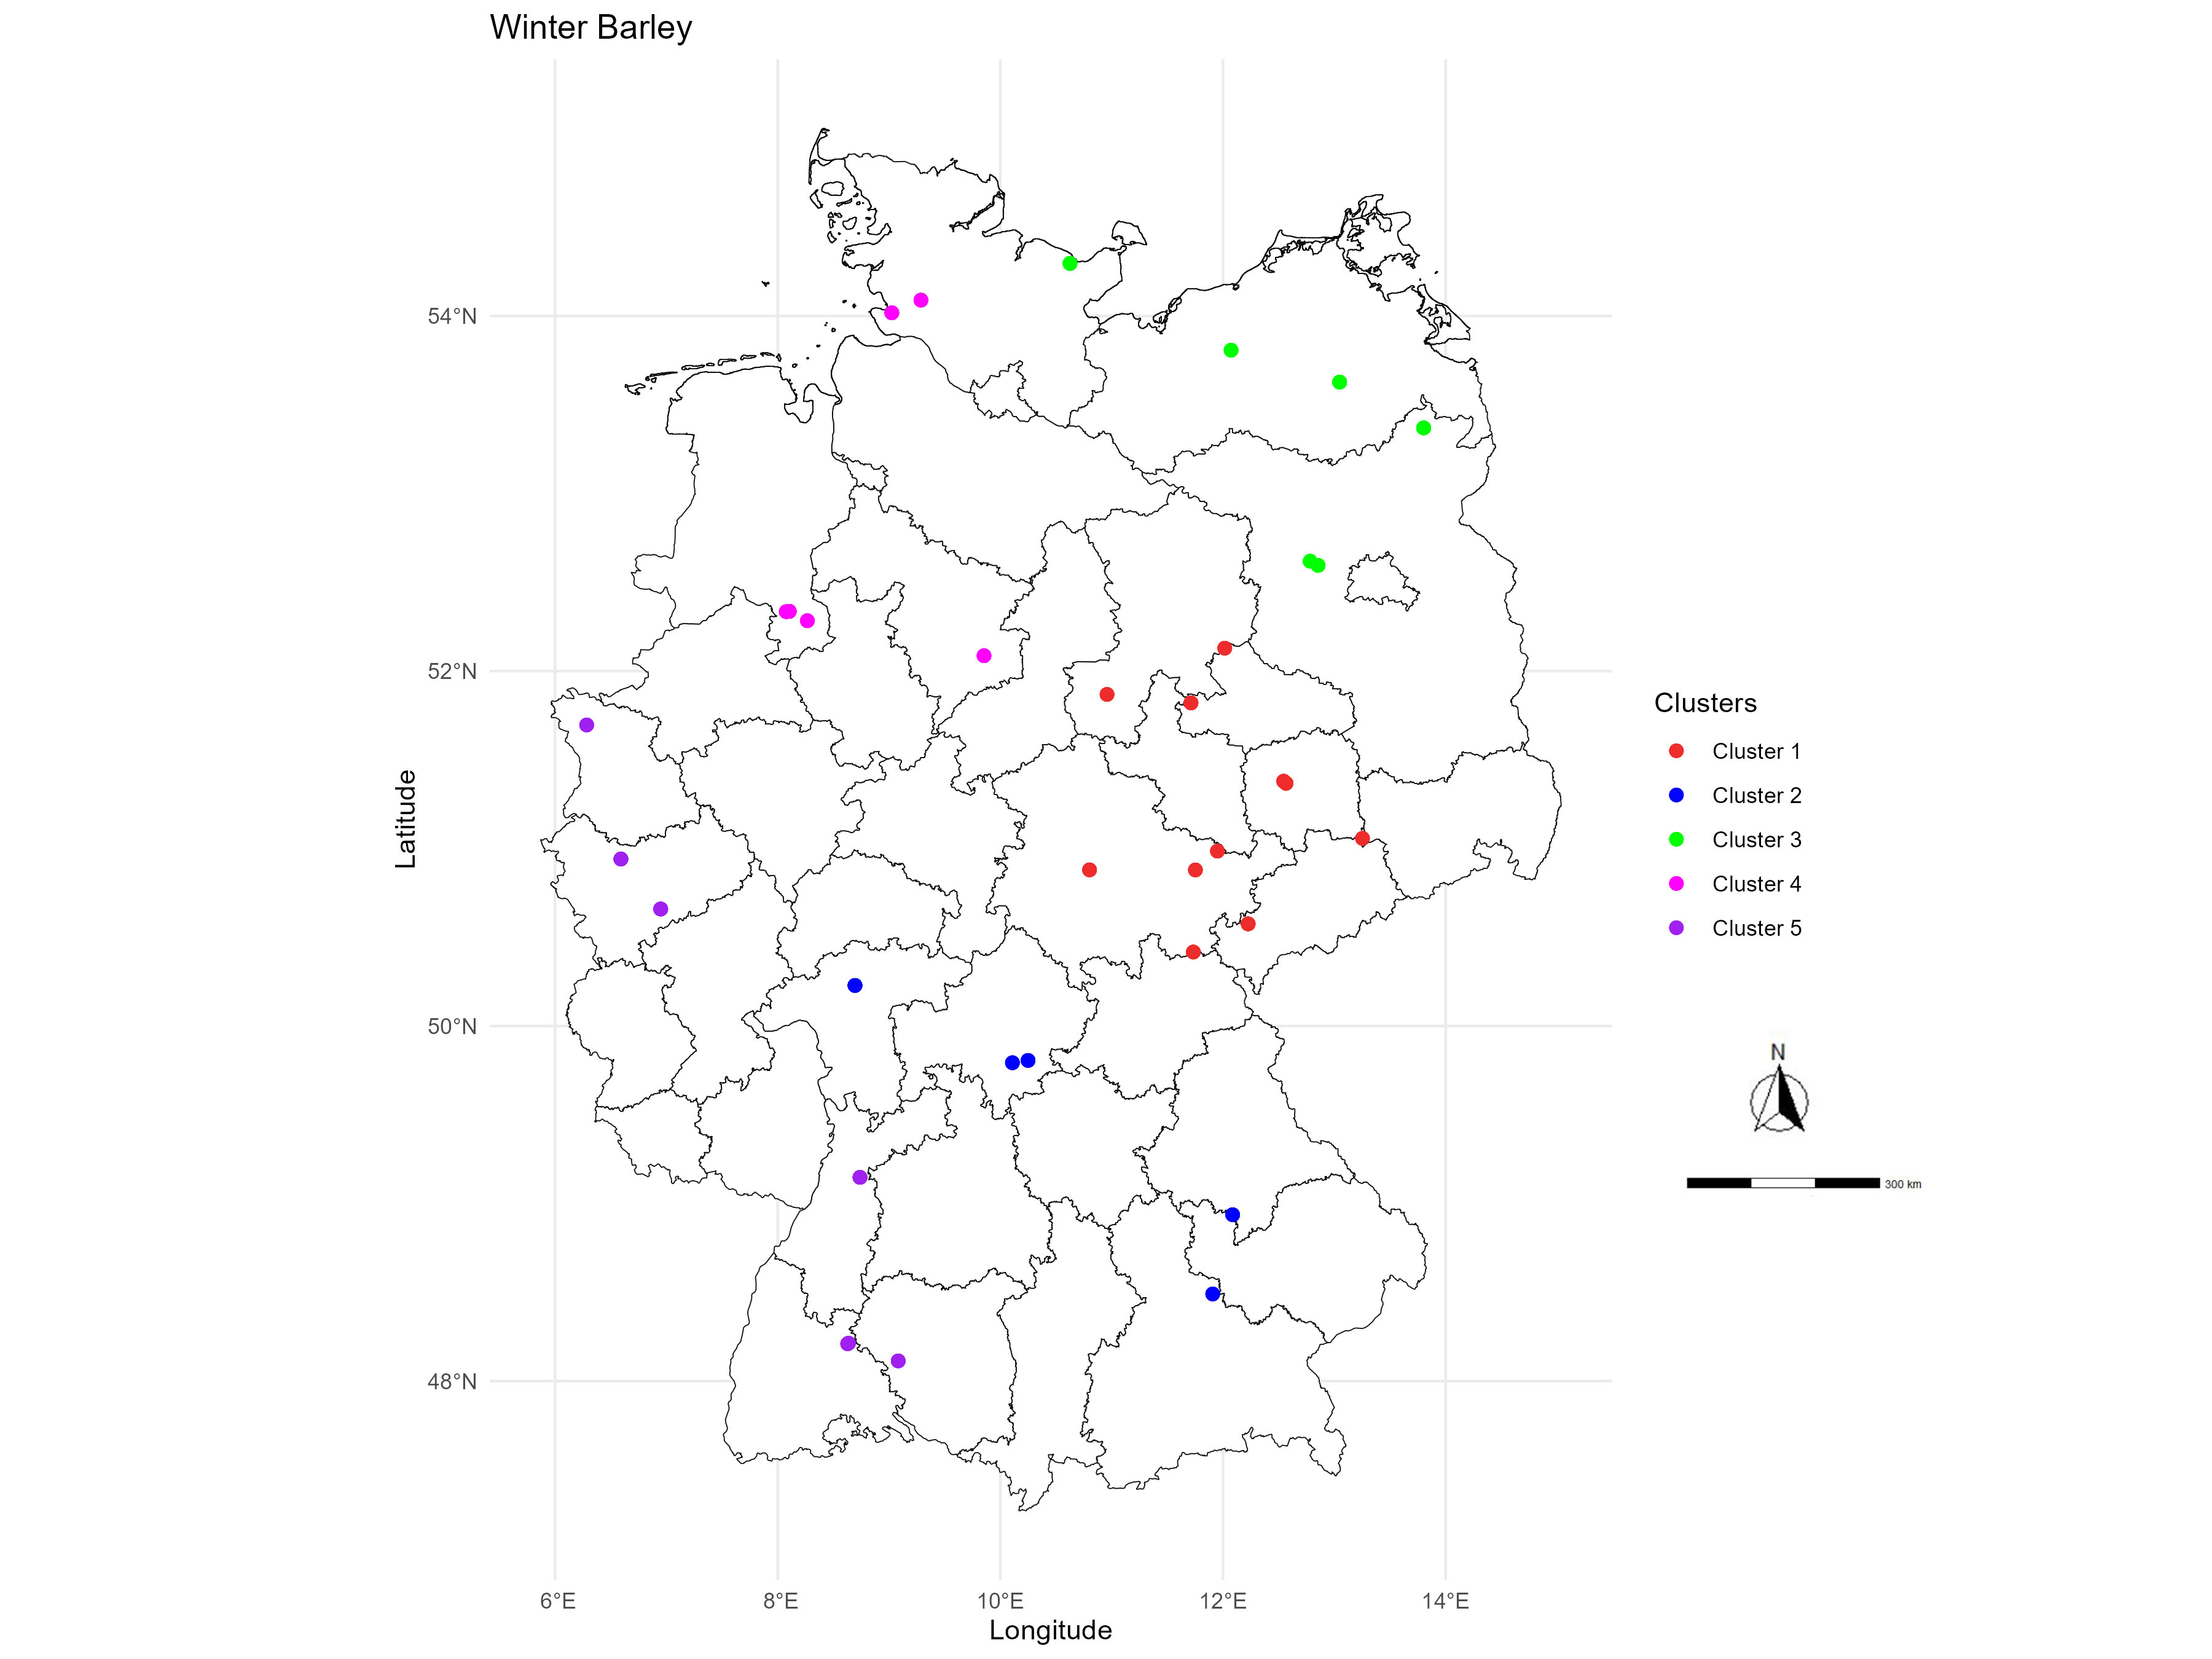 Winter Barley
54°N
52°N
50°N
48°N
Latitude
6°E
8°E
10°E
12°E
14°E
Longitude
Clusters
Cluster 1
Cluster 2
Cluster 3
Cluster 4
Cluster 5
N
300 km